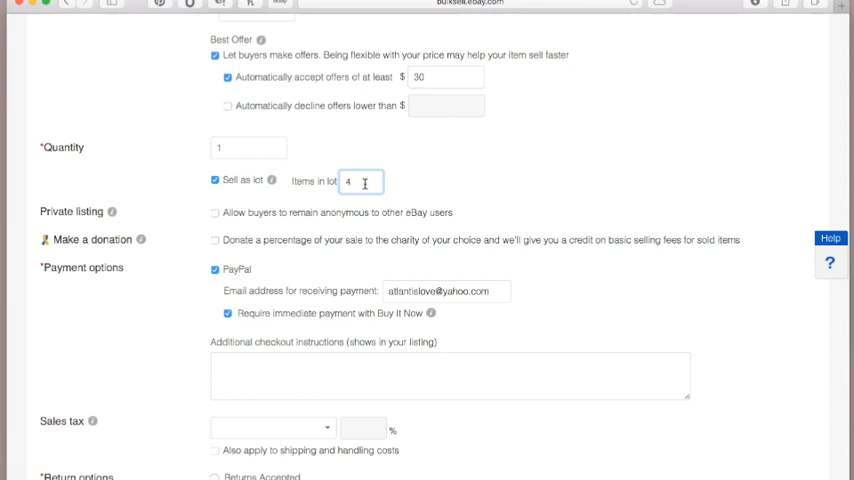 bulksell.ebay.com
Best Offer
Let buyers make offers. Being flexible with your price may help your item sell faster
Automatically accept offers of at least $ 30
Automatically decline offers lower than $
*Quantity 1
Sell as lot Items in lot 4
Private listing Allow buyers to remain anonymous to other eBay users
Make a donation Donate a percentage of your sale to the charity of your choice and we'll give you a credit on basic selling fees for sold items
*Payment options PayPal
Email address for receiving payment: atlantislove@yahoo.com
Require immediate payment with Buy It Now
Additional checkout instructions (shows in your listing)
Sales tax %
Also apply to shipping and handling costs
*Return options Returns Accepted
Help
?